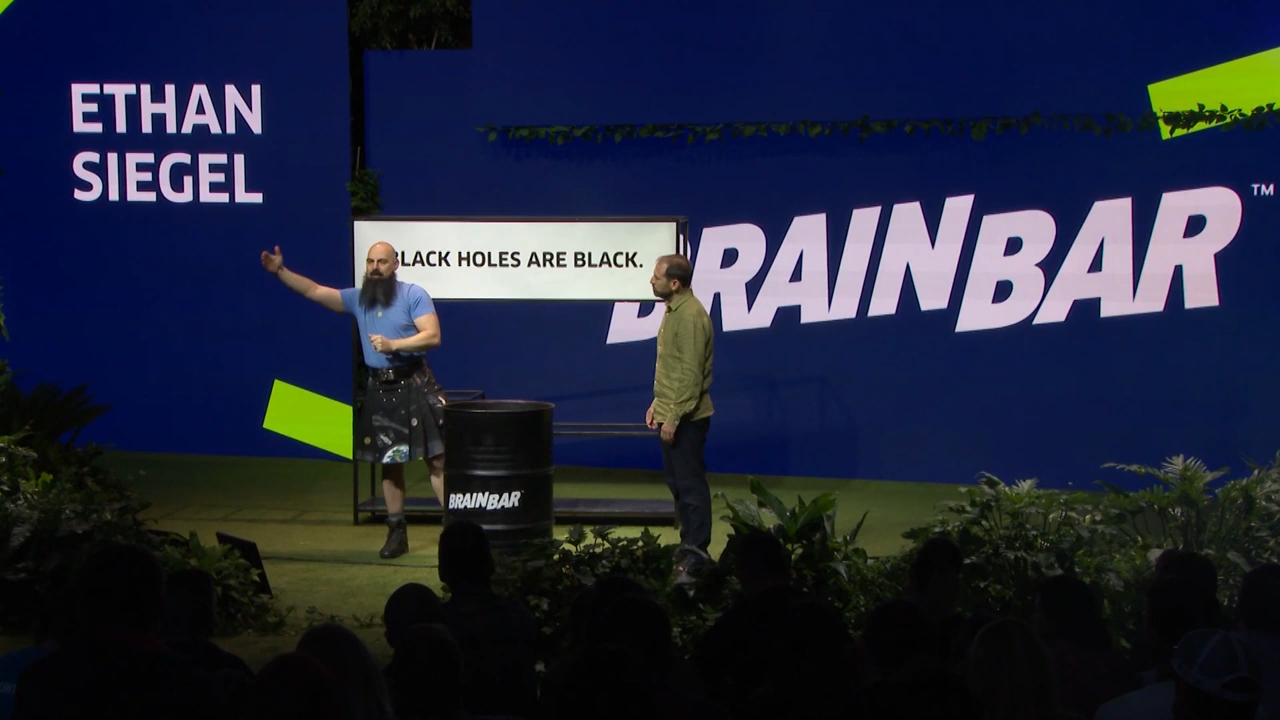 ETHAN
SIEGEL
BLACK HOLES ARE BLACK.
BRAINBAR™
BRAINBAR